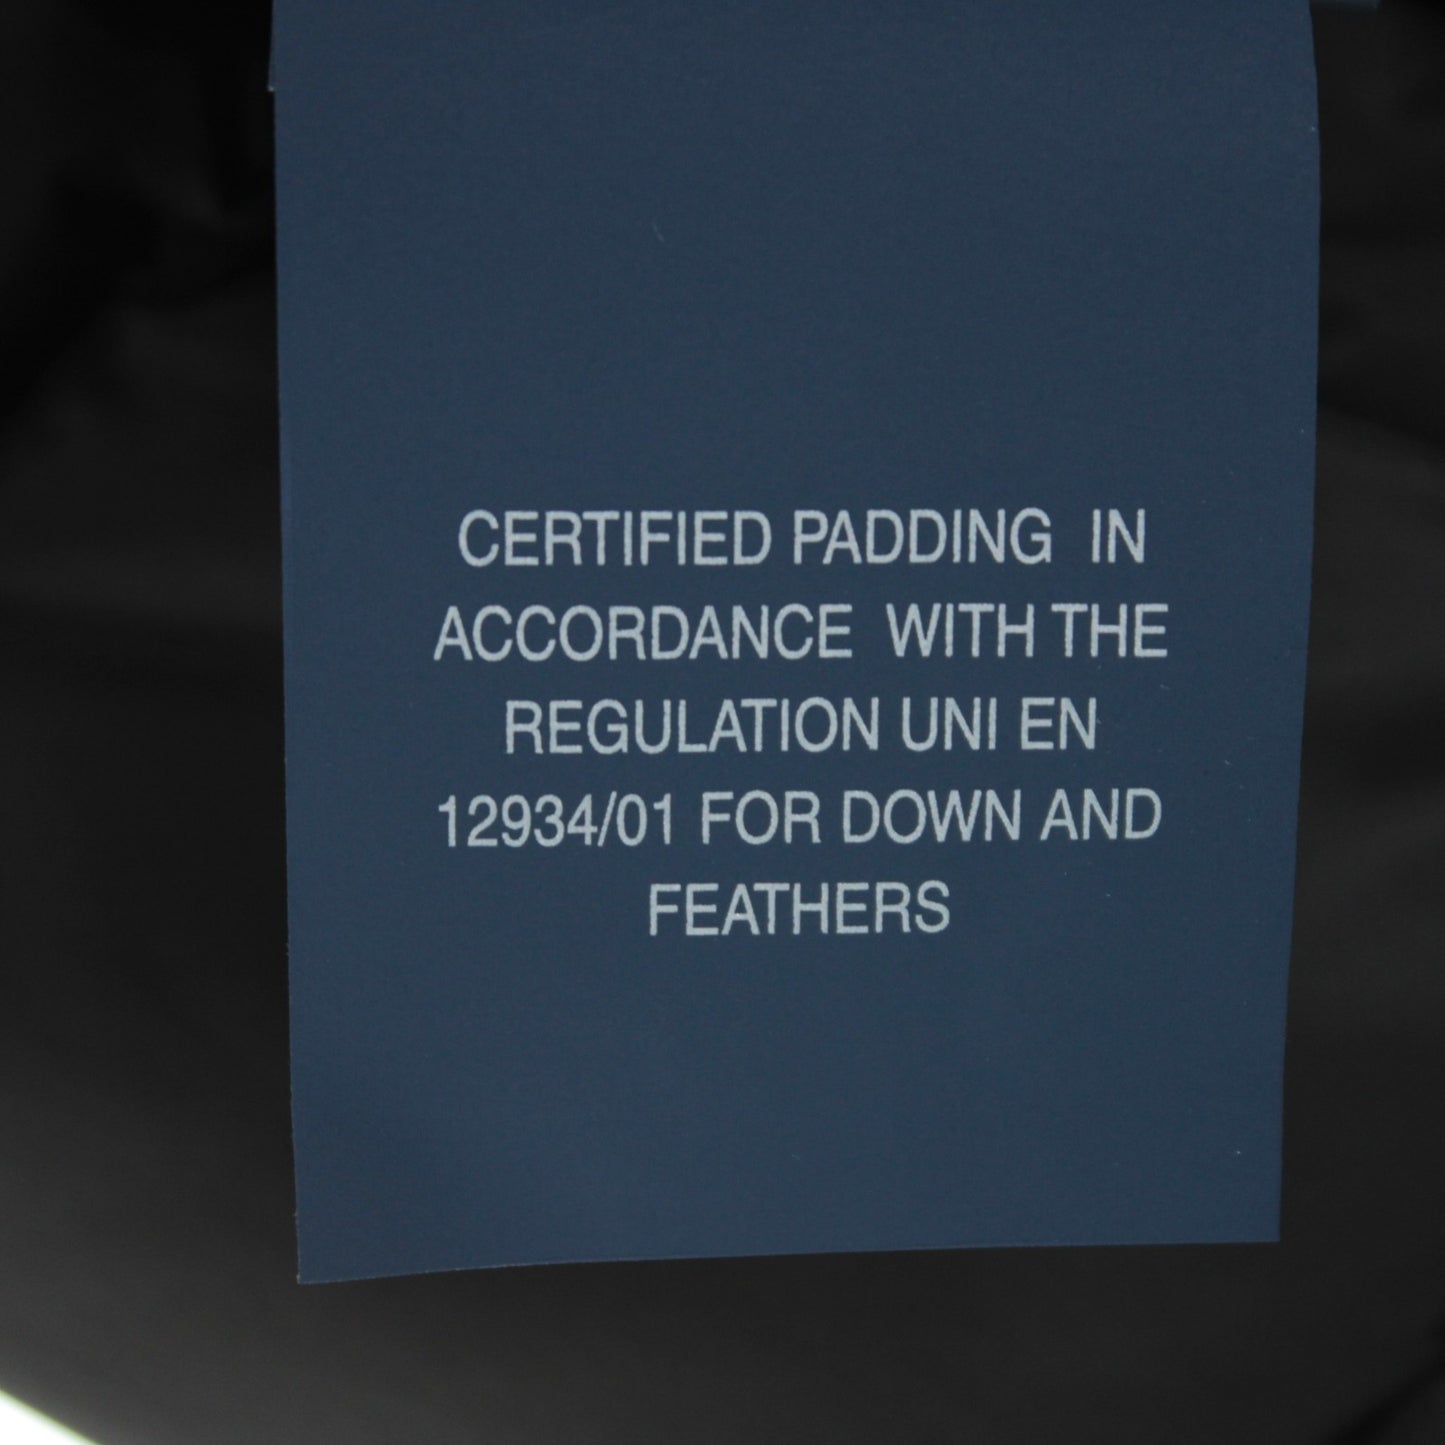 CERTIFIED PADDING IN
ACCORDANCE WITH THE
REGULATION UNI EN
12934/01 FOR DOWN AND
FEATHERS